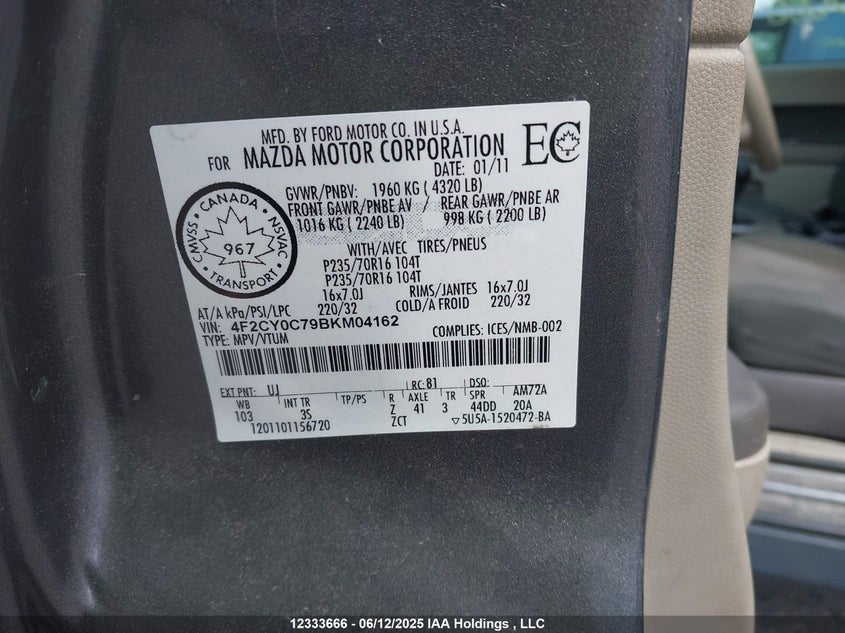 MFD. BY FORD MOTOR CO. IN U.S.A.
FOR MAZDA MOTOR CORPORATION EC
DATE: 01/11
GVWR/PNBV: 1960 KG ( 4320 LB)
FRONT GAWR/PNBE AV / REAR GAWR/PNBE AR
1016 KG ( 2240 LB) 998 KG ( 2200 LB)
CANADA
CMVSS NSVAC
967
TRANSPORT
WITH/AVEC TIRES/PNEUS
P235/70R16 104T
P235/70R16 104T
16x7.0J RIMS/JANTES 16x7.0J
AT/A kPa/PSI/LPC 220/32 COLD/A FROID 220/32
VIN: 4F2CY0C79BKM04162
TYPE: MPV/VTUM COMPLIES: ICES/NMB-002
EXT PNT: UJ RC: B1 DSO:
WB INT TR TP/PS R AXLE TR SPR AM72A
103 3S Z 41 3 44DD 20A
1201101156720 ZCT ▽5U5A-1520472-BA
12333666 - 06/12/2025 IAA Holdings , LLC